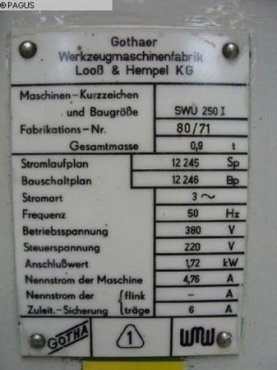 ©PAGUS
Gothaer
Werkzeugmaschinenfabrik
Looß & Hempel KG
Maschinen-Kurzzeichen
und Baugröße SWU 250 I
Fabrikations-Nr. 80/71
Gesamtmasse 0,9 t
Stromlaufplan 12 245 Sp
Bauschaltplan 12 246 Bp
Stromart 3 ~
Frequenz 50 Hz
Betriebsspannung 380 V
Steuerspannung 220 V
Anschlußwert 1,72 kW
Nennstrom der Maschine 4,76 A
Nennstrom der { flink – A
Zuleit.-Sicherung { träge 6 A
GOTHA 1 WMW